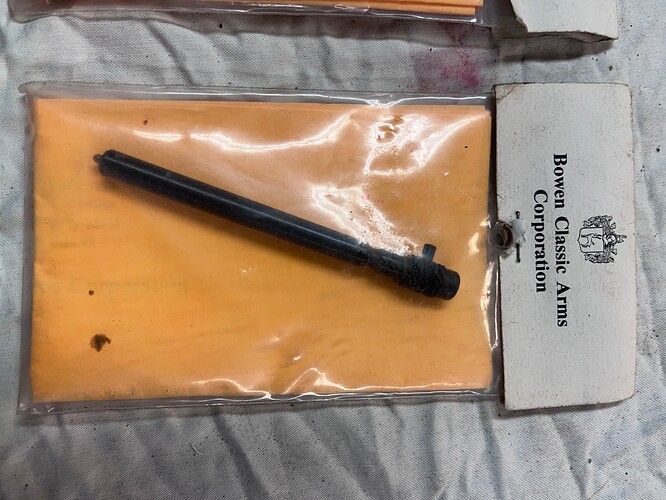 Bowen Classic Arms
Corporation